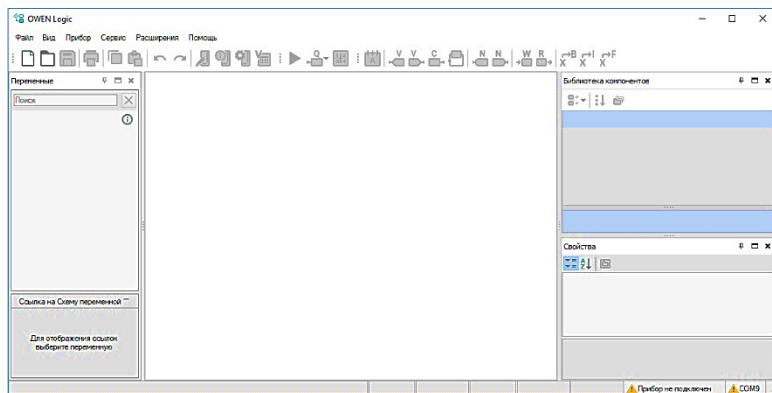 OWEN Logic
Файл Вид Прибор Сервис Расширения Помощь
Переменные
Библиотека компонентов
Поиск
Свойства
Ссылка на Схему переменной
Для отображения ссылок
выберите переменную
Прибор не подключен
COM9